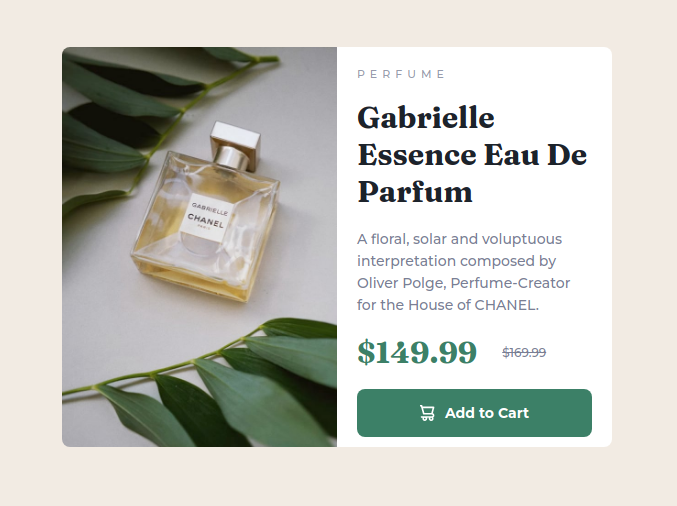 GABRIELLE
CHANEL
PERFUME
Gabrielle
Essence Eau De
Parfum
A floral, solar and voluptuous
interpretation composed by
Oliver Polge, Perfume-Creator
for the House of CHANEL.
$149.99 $169.99
Add to Cart